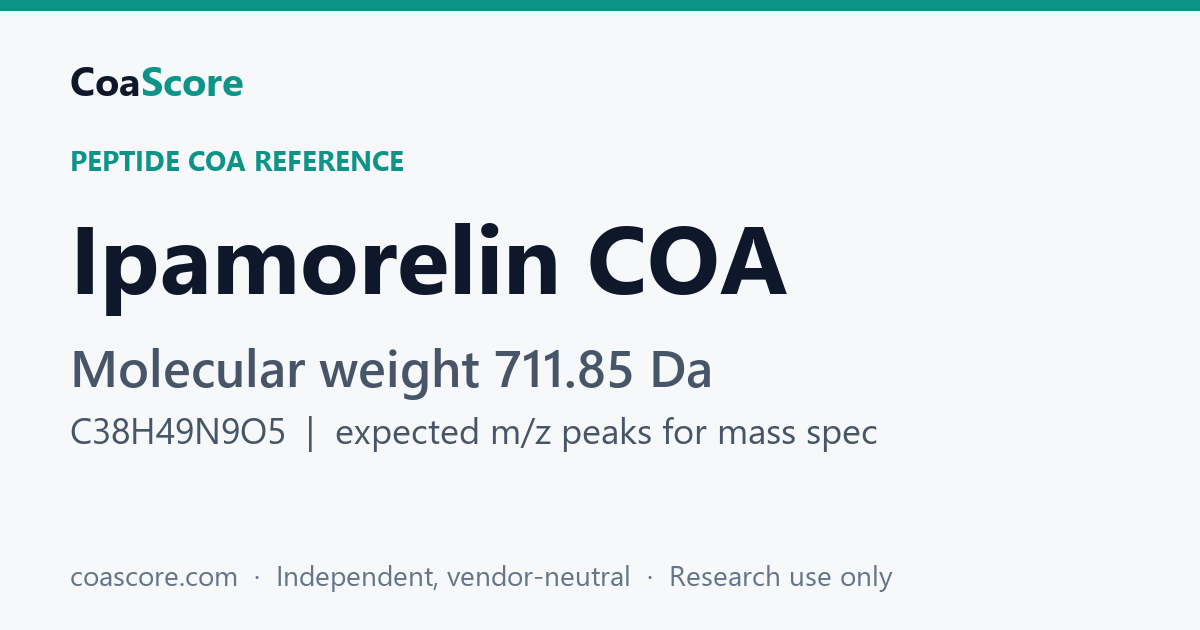 CoaScore
PEPTIDE COA REFERENCE
Ipamorelin COA
Molecular weight 711.85 Da
C38H49N9O5 | expected m/z peaks for mass spec
coascore.com · Independent, vendor-neutral · Research use only